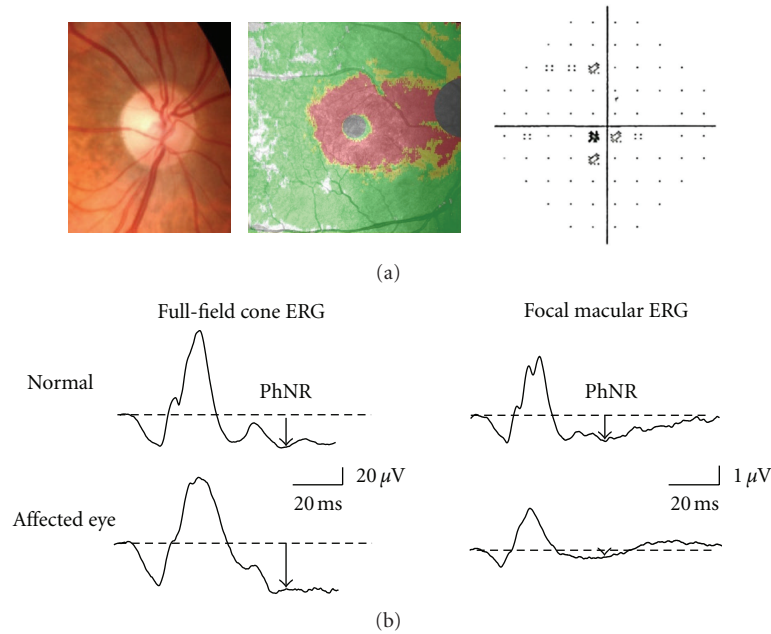 (a)
Full-field cone ERG
Focal macular ERG
Normal
PhNR
PhNR
20 μV
20 ms
1 μV
20 ms
Affected eye
(b)